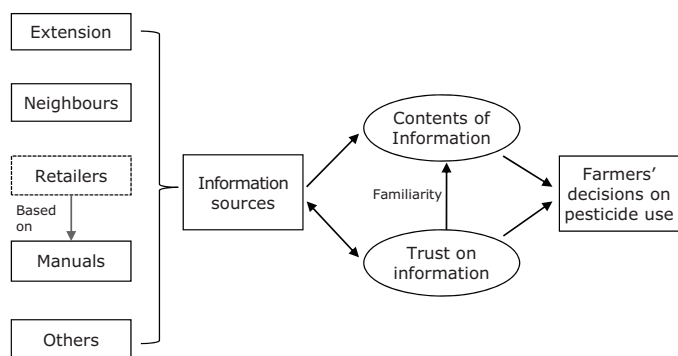 Extension
Neighbours
Retailers
Based
on
Manuals
Others
Information
sources
Contents of
Information
Familiarity
Trust on
information
Farmers’
decisions on
pesticide use